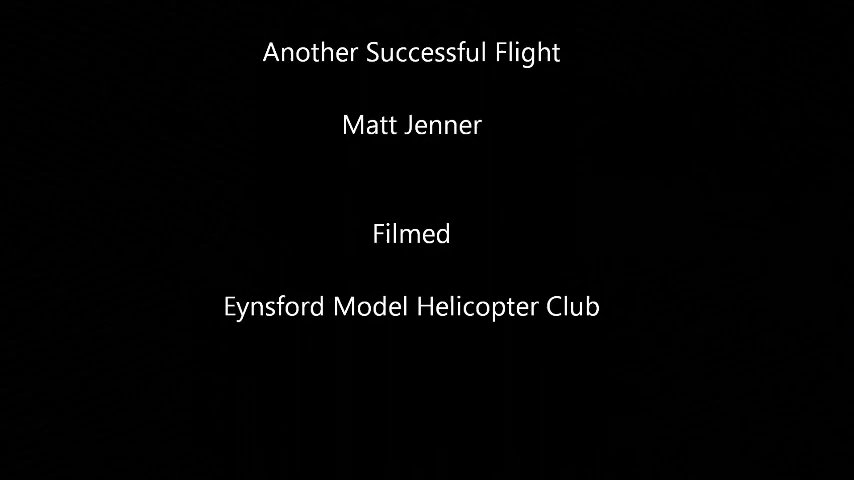 Another Successful Flight
Matt Jenner
Filmed
Eynsford Model Helicopter Club